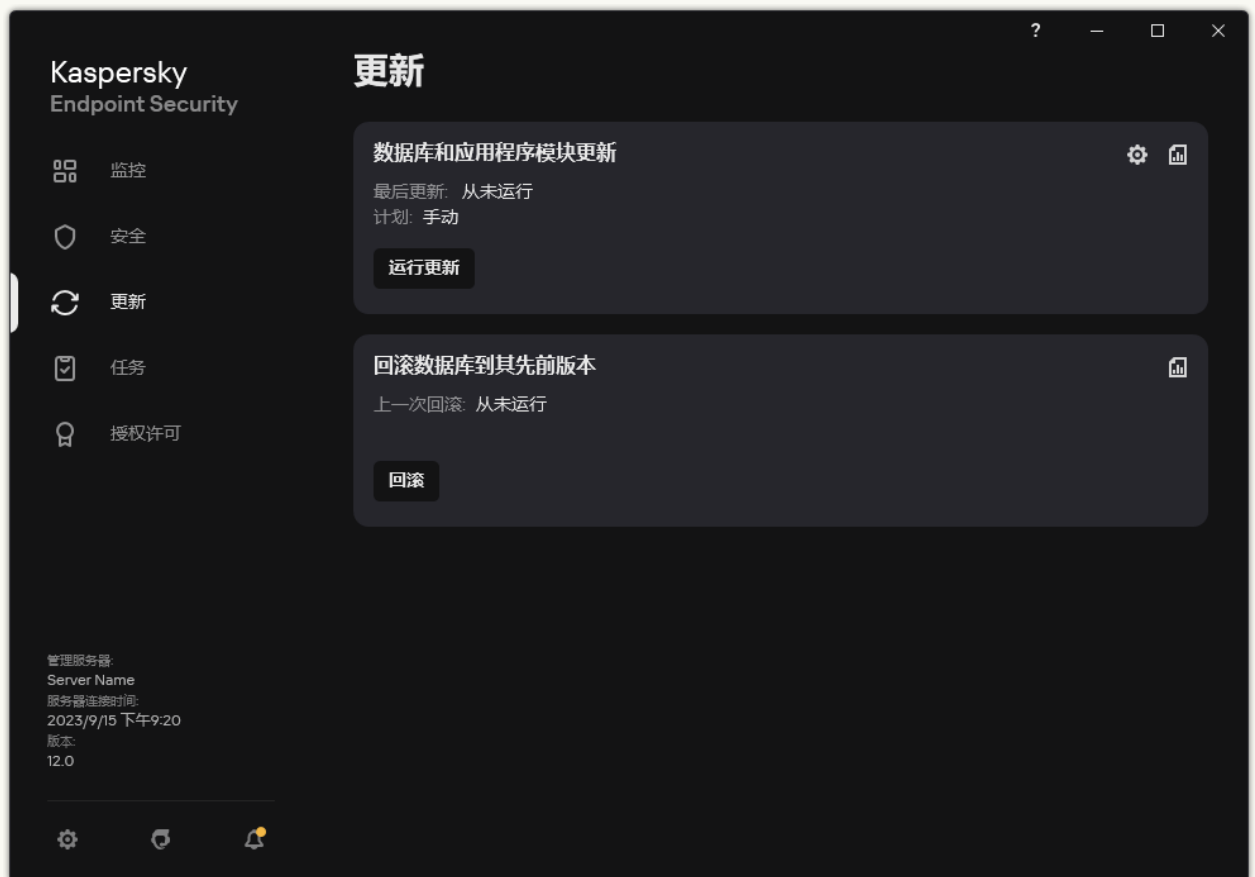 ?
Kaspersky
Endpoint Security
监控
安全
更新
任务
授权许可
管理服务器:
Server Name
服务器连接时间:
2023/9/15 下午9:20
版本:
12.0
更新
数据库和应用程序模块更新
最后更新: 从未运行
计划: 手动
运行更新
回滚数据库到其先前版本
上一次回滚: 从未运行
回滚